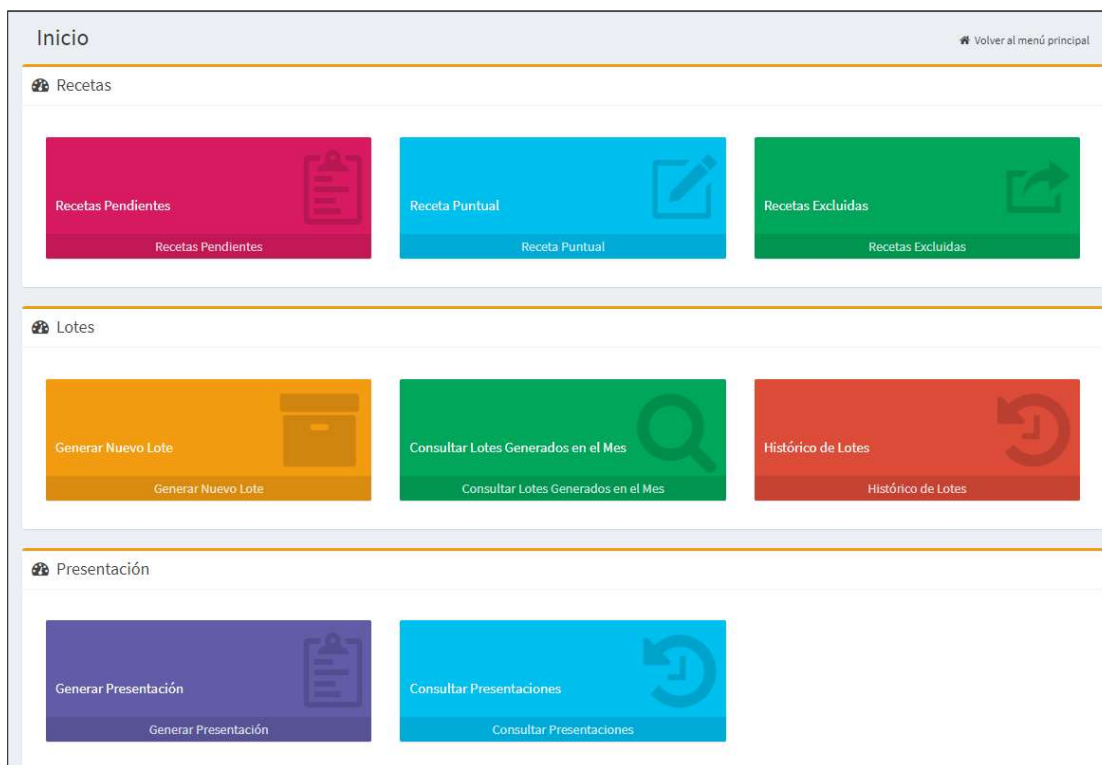 Inicio
Volver al menú principal
Recetas
Recetas Pendientes
Receta Puntual
Recetas Excluidas
Recetas Pendientes
Receta Puntual
Recetas Excluidas
Lotes
Generar Nuevo Lote
Consultar Lotes Generados en el Mes
Histórico de Lotes
Generar Nuevo Lote
Consultar Lotes Generados en el Mes
Histórico de Lotes
Presentación
Generar Presentación
Consultar Presentaciones
Generar Presentación
Consultar Presentaciones